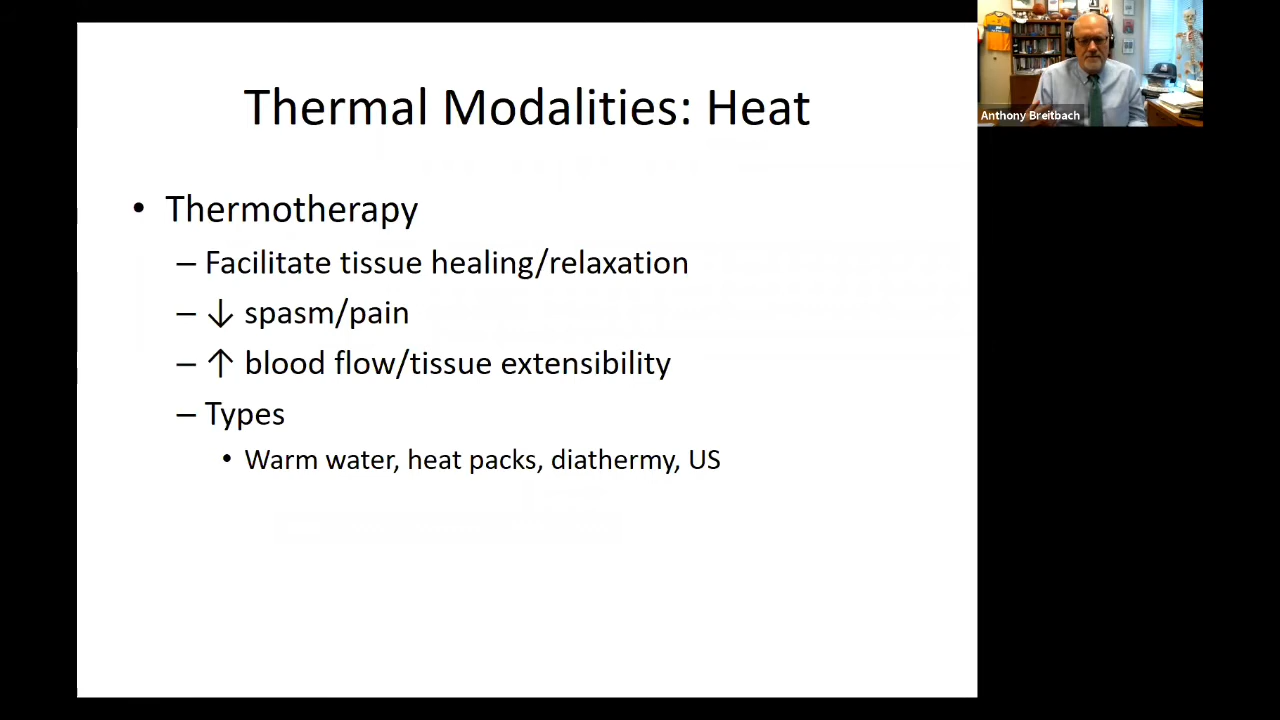 Thermal Modalities: Heat
• Thermotherapy
– Facilitate tissue healing/relaxation
– ↓ spasm/pain
– ↑ blood flow/tissue extensibility
– Types
• Warm water, heat packs, diathermy, US
Anthony Breitbach